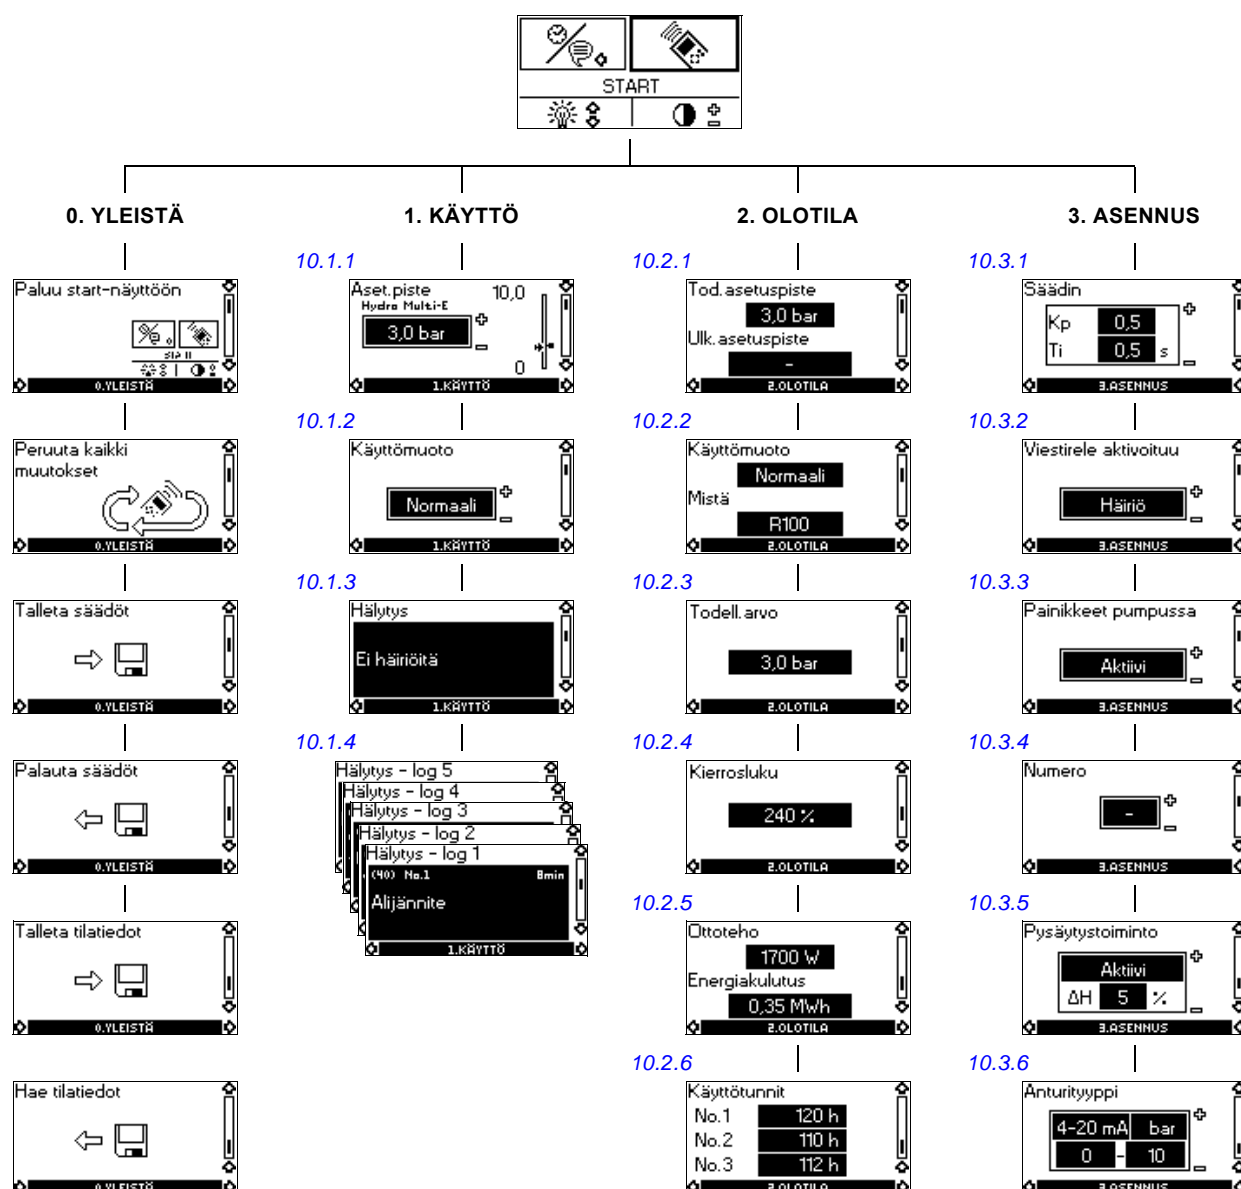 START
0. YLEISTÄ
Paluu start-näyttöön
START
0.YLEISTÄ
Peruuta kaikki
muutokset
0.YLEISTÄ
Talleta säädöt
0.YLEISTÄ
Palauta säädöt
0.YLEISTÄ
Talleta tilatiedot
0.YLEISTÄ
Hae tilatiedot
0.YLEISTÄ
1. KÄYTTÖ
10.1.1
Aset.piste
Hydro Multi-E
10,0
3,0 bar
0
1.KÄYTTÖ
10.1.2
Käyttömuoto
Normaali
1.KÄYTTÖ
10.1.3
Hälytys
Ei häiriöitä
1.KÄYTTÖ
10.1.4
Hälytys - log 5
Hälytys - log 4
Hälytys - log 3
Hälytys - log 2
Hälytys - log 1
(40) No.1 8min
Alijännite
1.KÄYTTÖ
2. OLOTILA
10.2.1
Tod.asetuspiste
3,0 bar
Ulk.asetuspiste
-
2.OLOTILA
10.2.2
Käyttömuoto
Normaali
Mistä
R100
2.OLOTILA
10.2.3
Todell.arvo
3,0 bar
2.OLOTILA
10.2.4
Kierrosluku
240 %
2.OLOTILA
10.2.5
Ottoteho
1700 W
Energiakulutus
0,35 MWh
2.OLOTILA
10.2.6
Käyttötunnit
No.1 120 h
No.2 110 h
No.3 112 h
2.OLOTILA
3. ASENNUS
10.3.1
Säädin
Kp 0,5
Ti 0,5 s
3.ASENNUS
10.3.2
Viestirele aktivoituu
Häiriö
3.ASENNUS
10.3.3
Painikkeet pumpussa
Aktiivi
3.ASENNUS
10.3.4
Numero
-
3.ASENNUS
10.3.5
Pysäytystoiminto
Aktiivi
ΔH 5 %
3.ASENNUS
10.3.6
Anturityyppi
4-20 mA bar
0 - 10
3.ASENNUS